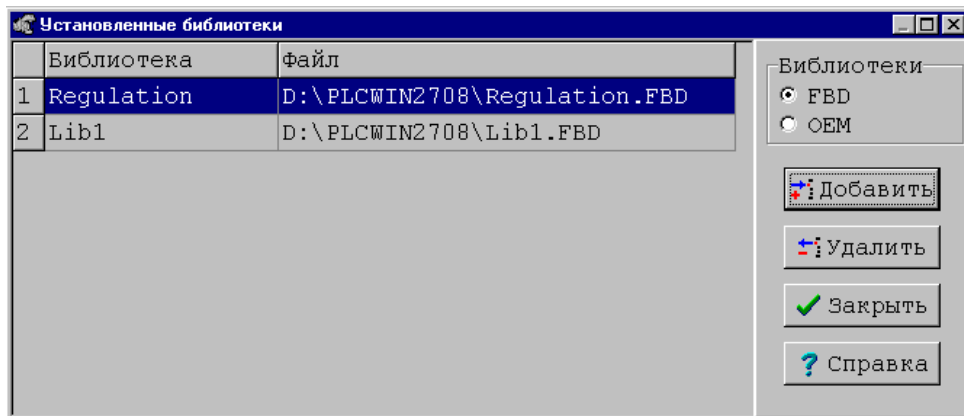 Установленные библиотеки
Библиотека Файл
1 Regulation D:\PLCWIN2708\Regulation.FBD
2 Lib1 D:\PLCWIN2708\Lib1.FBD
Библиотеки
FBD
OEM
Добавить
Удалить
Закрыть
Справка